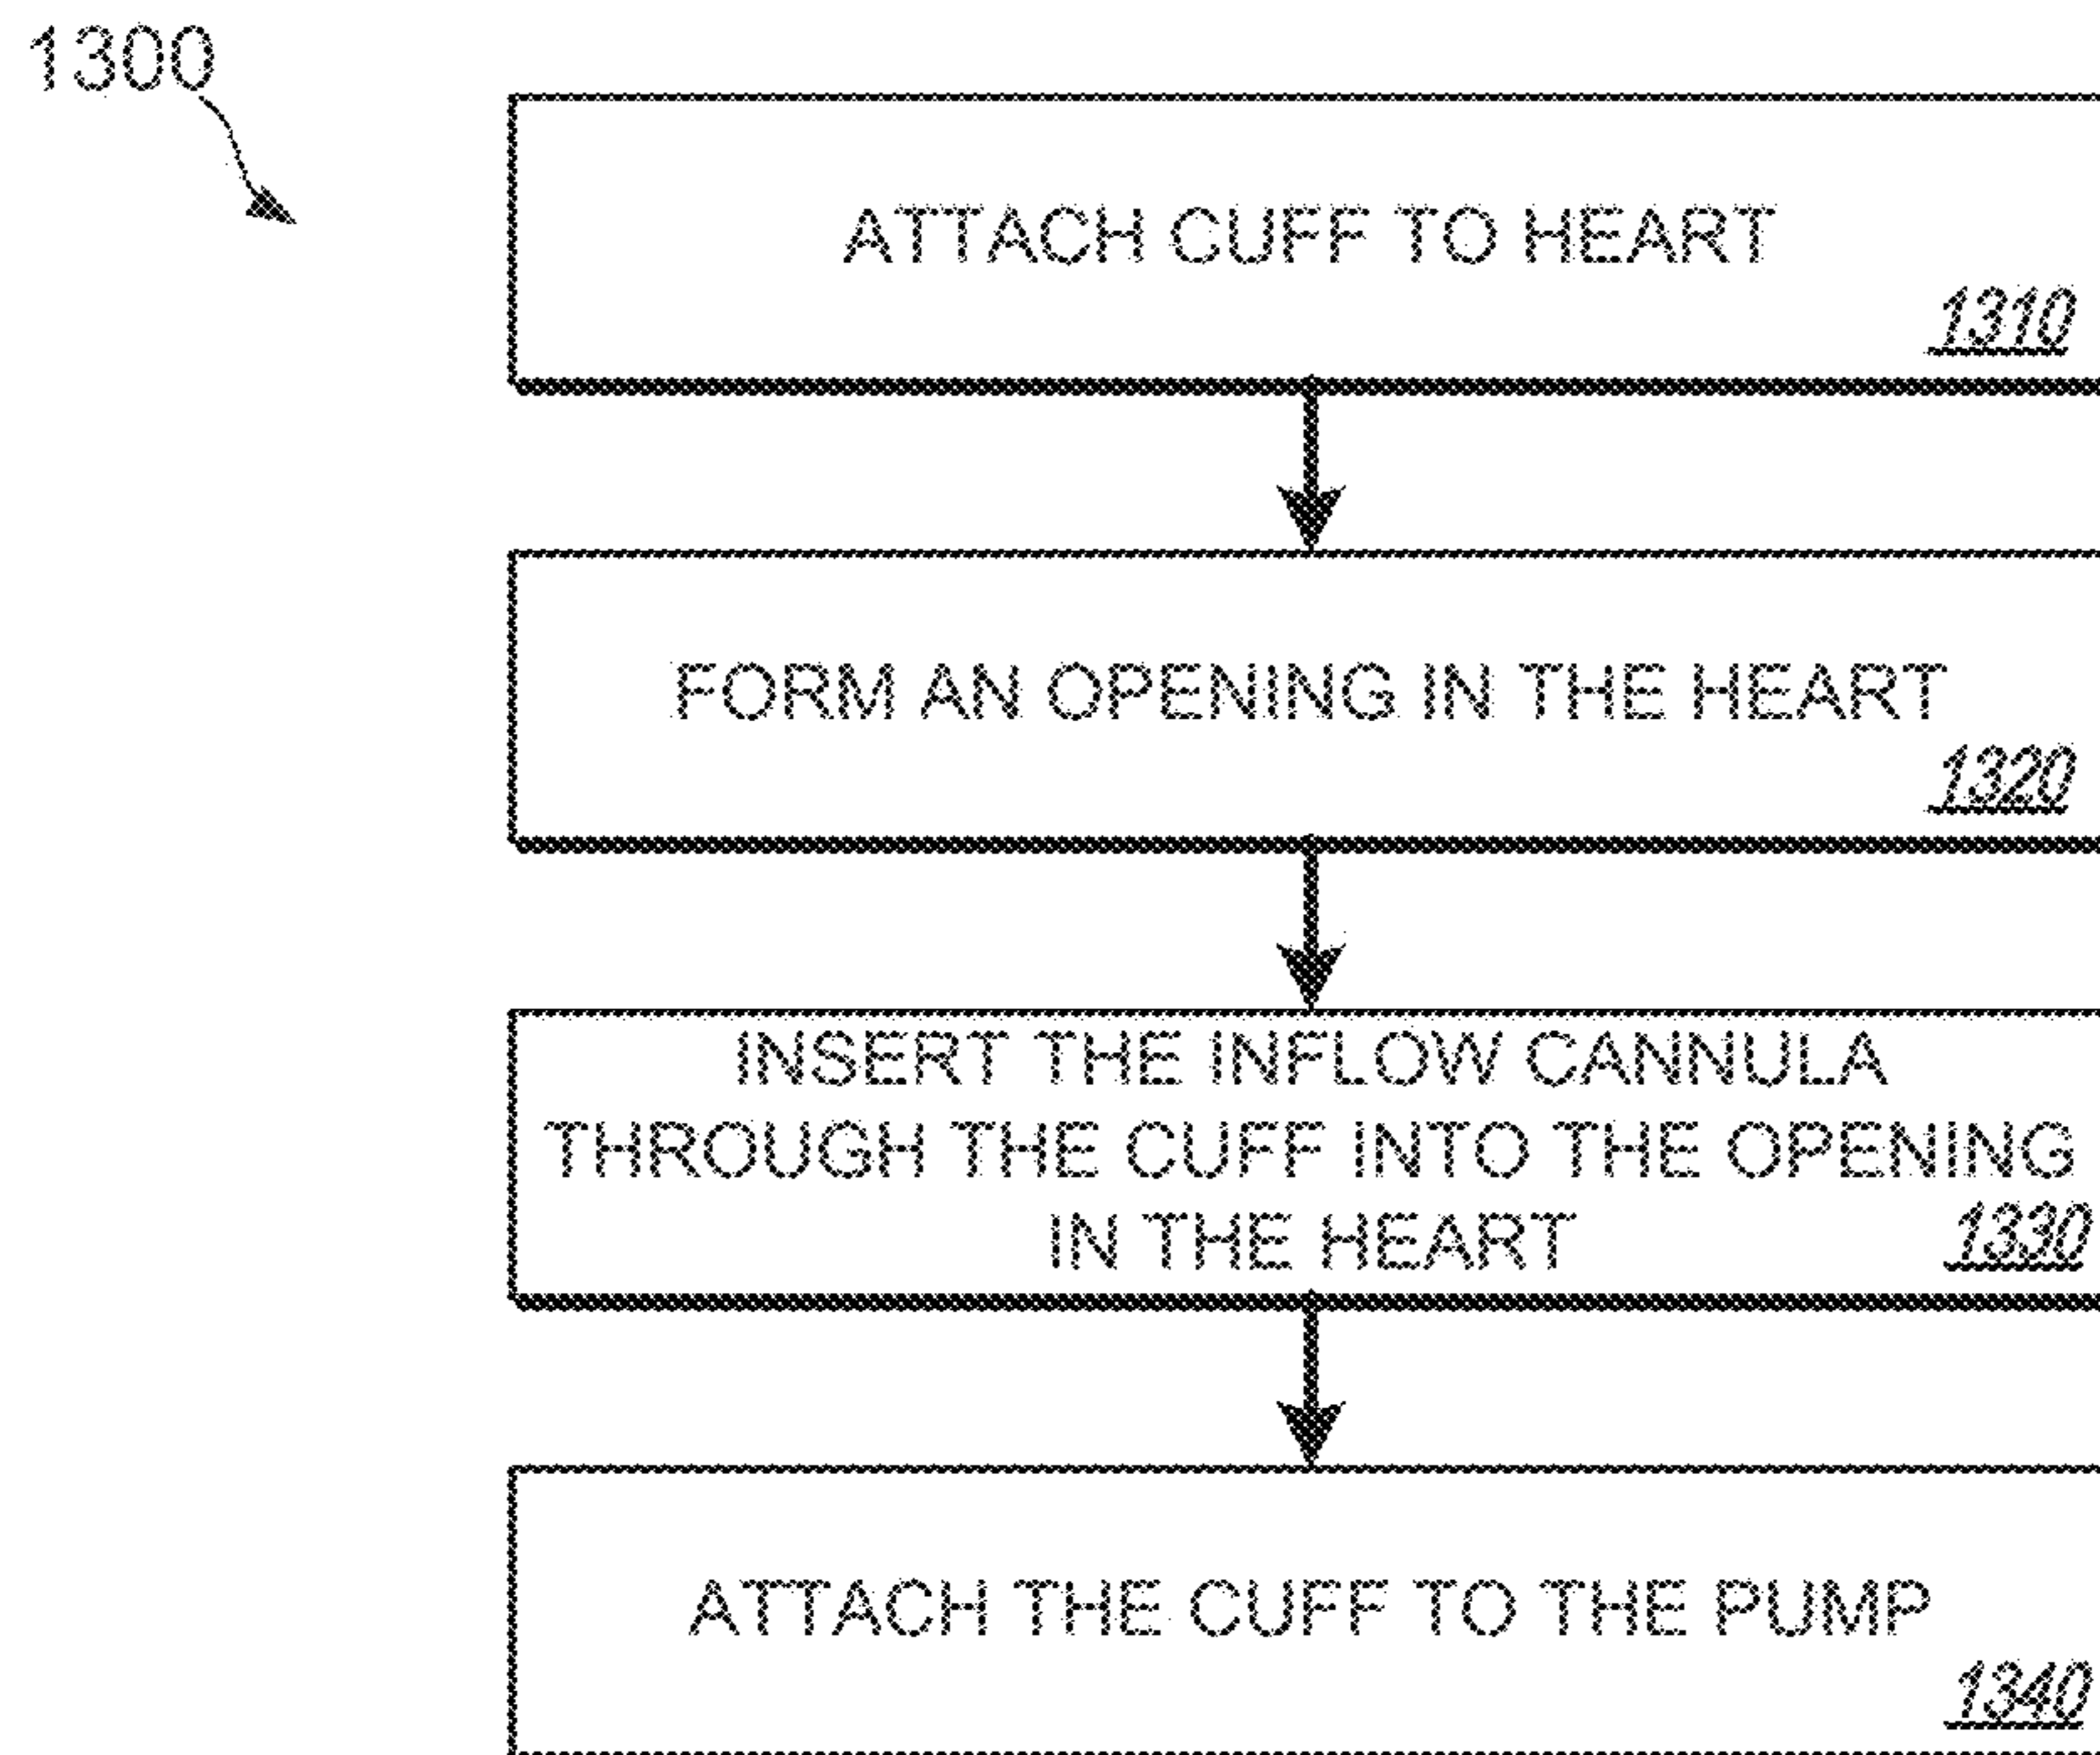 1300
ATTACH CUFF TO HEART
1310
FORM AN OPENING IN THE HEART
1320
INSERT THE INFLOW CANNULA
THROUGH THE CUFF INTO THE OPENING
IN THE HEART
1330
ATTACH THE CUFF TO THE PUMP
1340